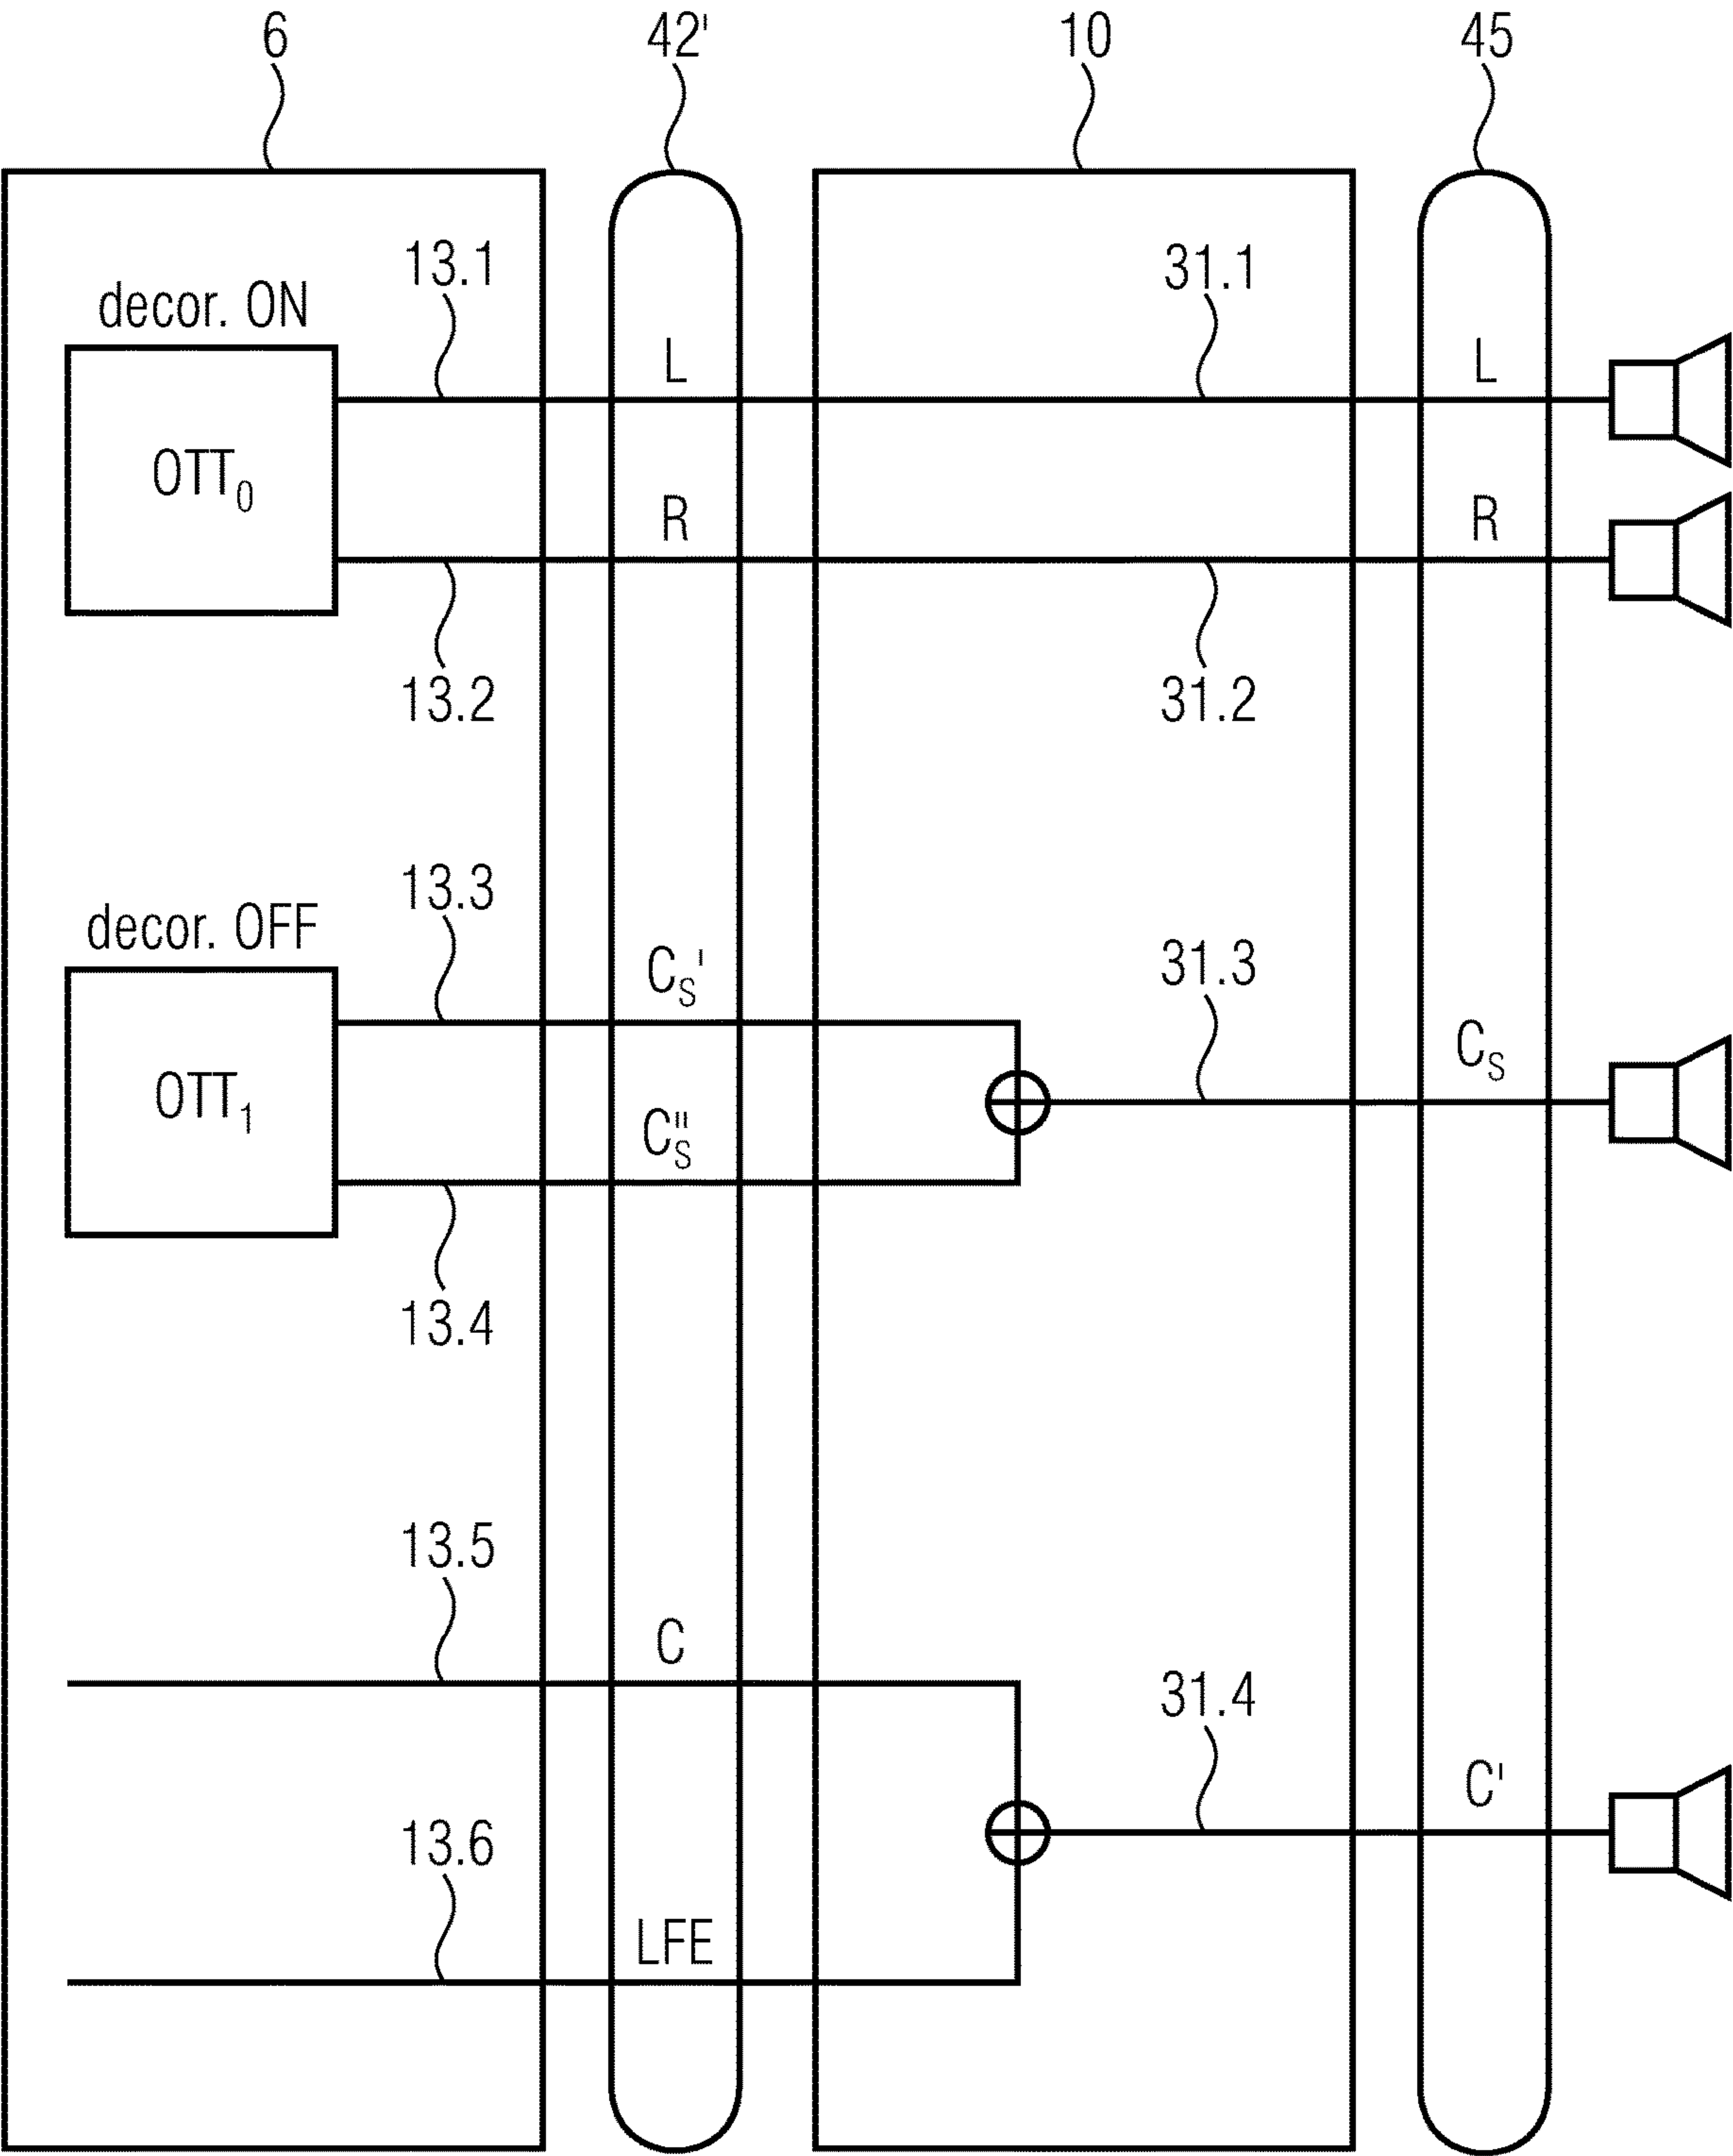 6 42' 10 45
13.1 31.1
decor. ON
L L
OTT0
R R
13.2 31.2
13.3
decor. OFF
31.3
CS'
CS
OTT1
CS"
13.4
13.5
C
31.4
C'
13.6
LFE